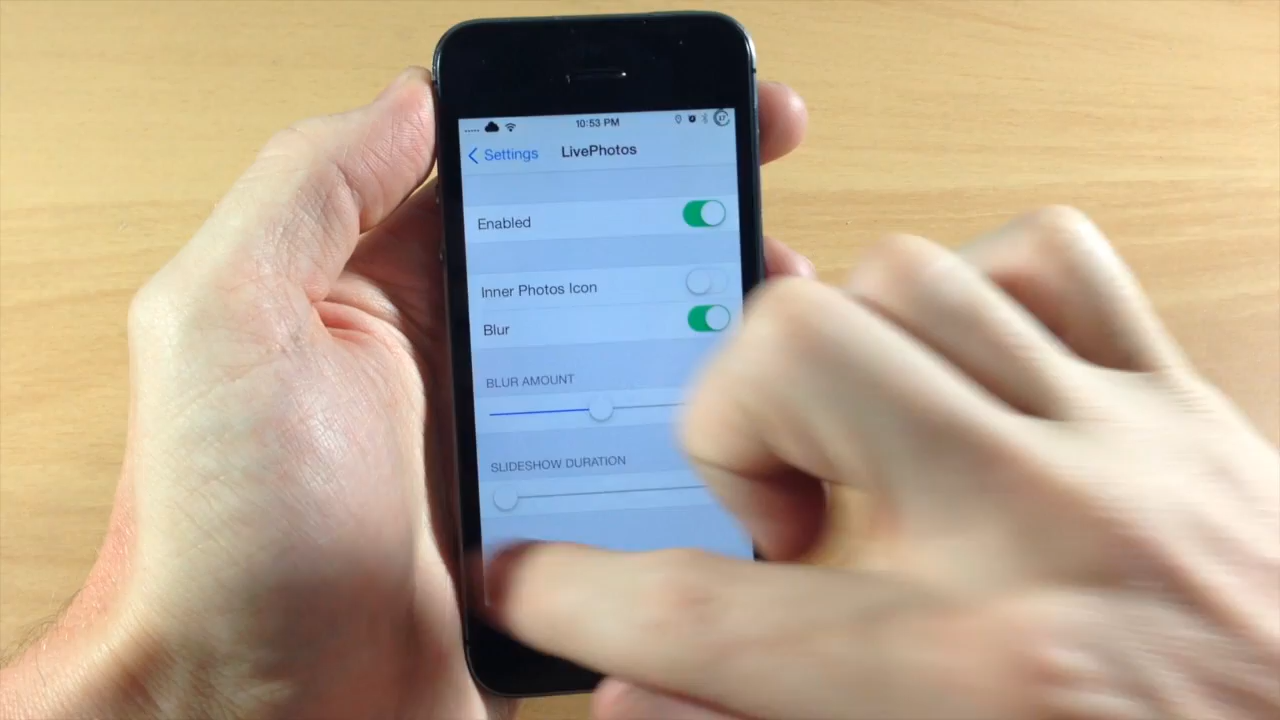 10:53 PM
Settings LivePhotos
Enabled
Inner Photos Icon
Blur
BLUR AMOUNT
SLIDESHOW DURATION